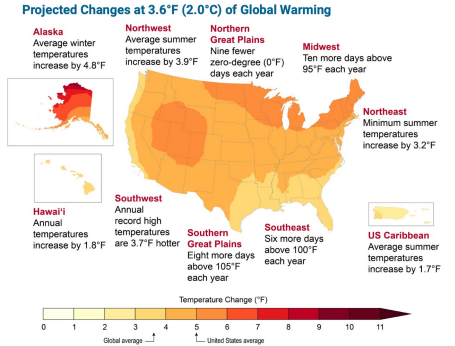 Projected Changes at 3.6°F (2.0°C) of Global Warming
Alaska
Average winter
temperatures
increase by 4.8°F
Northwest
Average summer
temperatures
increase by 3.9°F
Northern
Great Plains
Nine fewer
zero-degree (0°F)
days each year
Midwest
Ten more days above
95°F each year
Northeast
Minimum summer
temperatures
increase by 3.2°F
Hawai‘i
Annual
temperatures
increase by 1.8°F
Southwest
Annual
record high
temperatures
are 3.7°F hotter
Southern
Great Plains
Eight more days
above 105°F
each year
Southeast
Six more days
above 100°F
each year
US Caribbean
Average summer
temperatures
increase by 1.7°F
Temperature Change (°F)
0 1 2 3 4 5 6 7 8 9 10 11
Global average
United States average